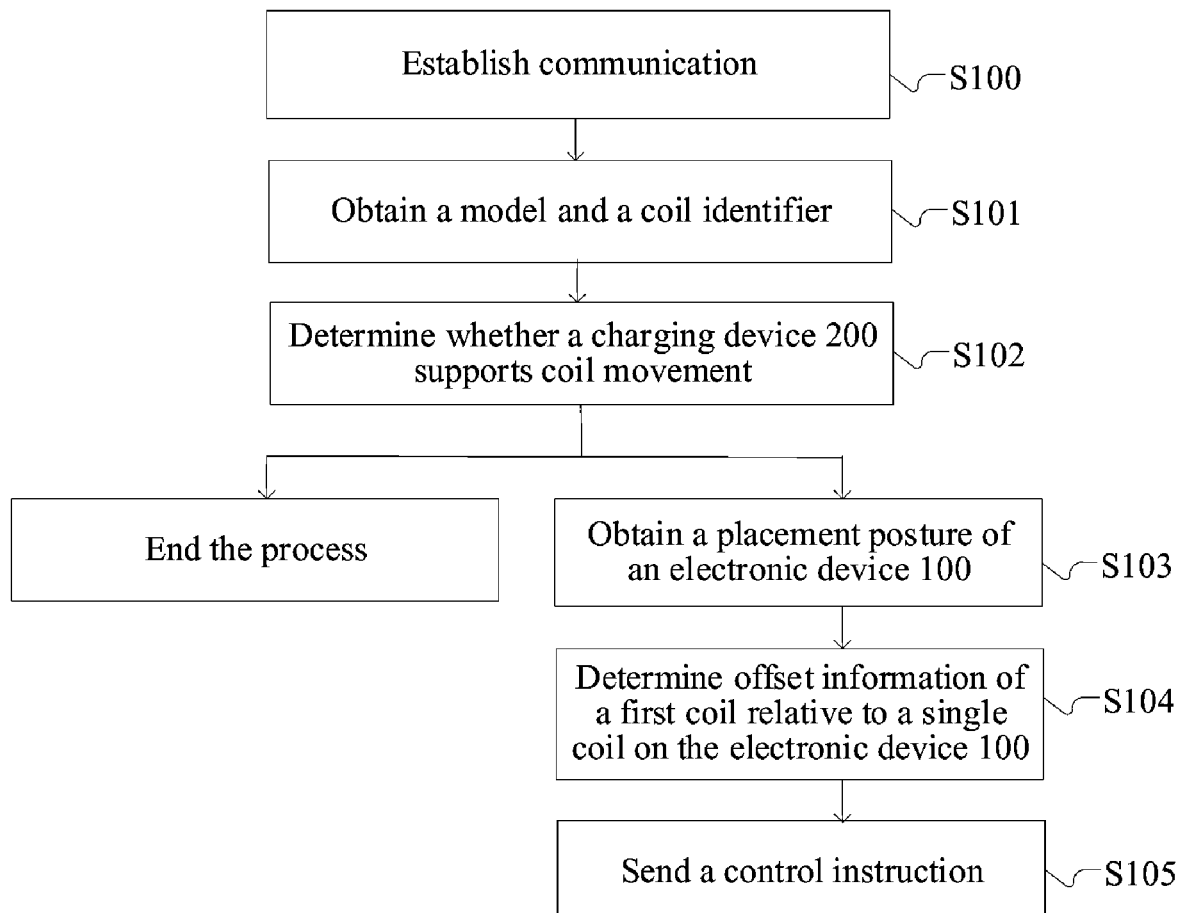 Establish communication
S100
Obtain a model and a coil identifier
S101
Determine whether a charging device 200
supports coil movement
S102
End the process
Obtain a placement posture of
an electronic device 100
S103
Determine offset information of
a first coil relative to a single
coil on the electronic device 100
S104
Send a control instruction
S105